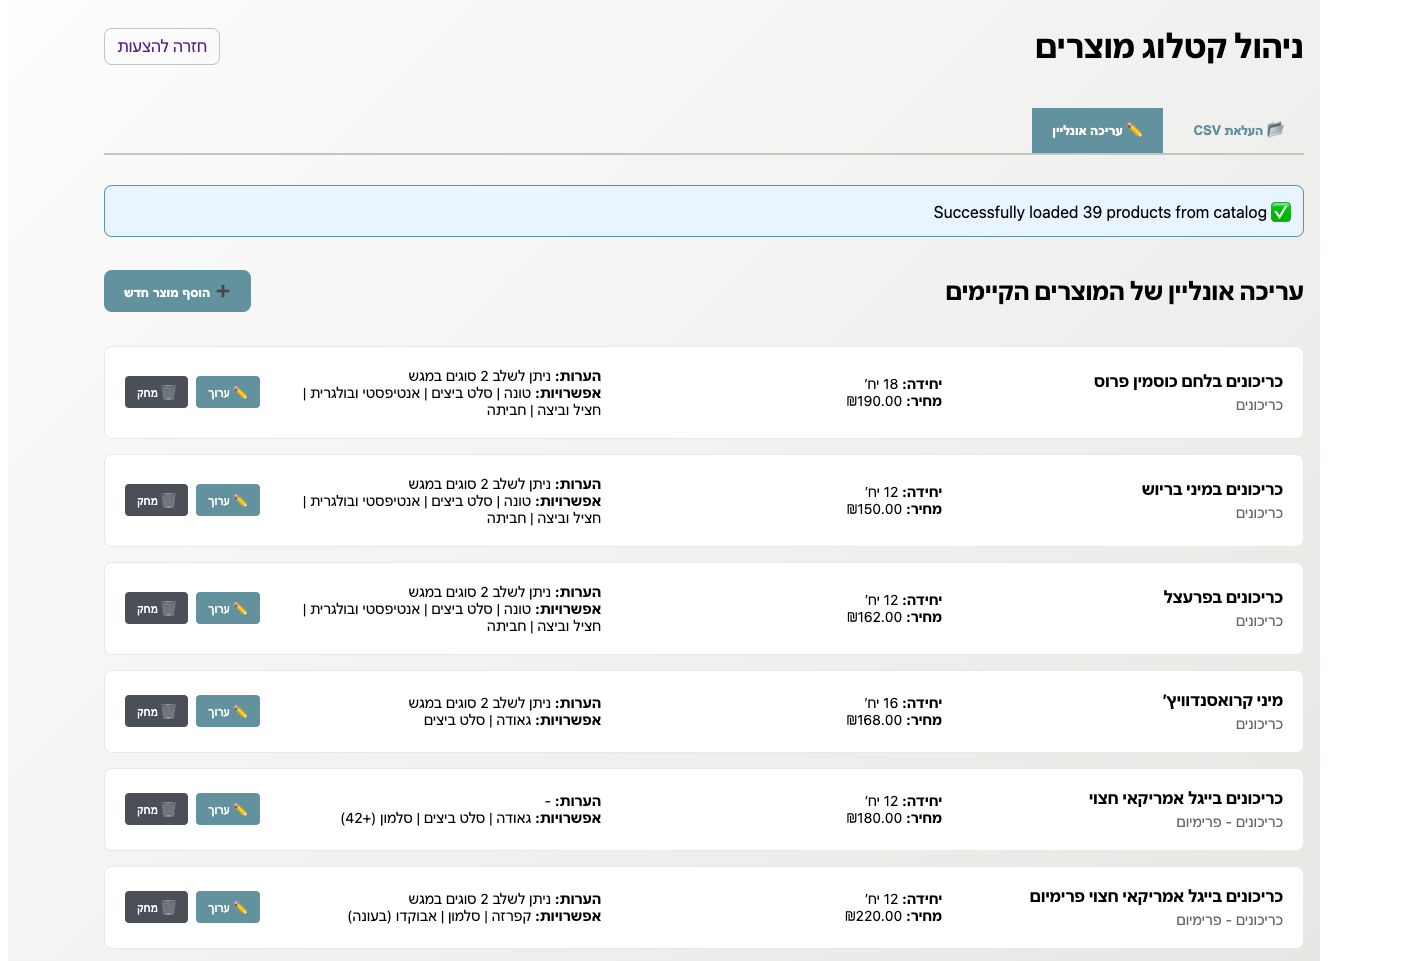 ניהול קטלוג מוצרים
חזרה להצעות
העלאת CSV
עריכה אונליין
Successfully loaded 39 products from catalog
עריכה אונליין של המוצרים הקיימים
הוסף מוצר חדש
כריכונים בלחם כוסמין פרוס
כריכונים
יחידה: 18 יח'
מחיר: ₪190.00
הערות: ניתן לשלב 2 סוגים במגש
אפשרויות: טונה | סלט ביצים | אנטיפסטי ובולגרית |
חציל וביצה | חביתה
ערוך
מחק
כריכונים במיני בריוש
כריכונים
יחידה: 12 יח'
מחיר: ₪150.00
הערות: ניתן לשלב 2 סוגים במגש
אפשרויות: טונה | סלט ביצים | אנטיפסטי ובולגרית |
חציל וביצה | חביתה
ערוך
מחק
כריכונים בפרעצל
כריכונים
יחידה: 12 יח'
מחיר: ₪162.00
הערות: ניתן לשלב 2 סוגים במגש
אפשרויות: טונה | סלט ביצים | אנטיפסטי ובולגרית |
חציל וביצה | חביתה
ערוך
מחק
מיני קרואסנדוויץ'
כריכונים
יחידה: 16 יח'
מחיר: ₪168.00
הערות: ניתן לשלב 2 סוגים במגש
אפשרויות: גאודה | סלט ביצים
ערוך
מחק
כריכונים בייגל אמריקאי חצוי
כריכונים - פרימיום
יחידה: 12 יח'
מחיר: ₪180.00
הערות: -
אפשרויות: גאודה | סלט ביצים | סלמון (+42)
ערוך
מחק
כריכונים בייגל אמריקאי חצוי פרימיום
כריכונים - פרימיום
יחידה: 12 יח'
מחיר: ₪220.00
הערות: ניתן לשלב 2 סוגים במגש
אפשרויות: קפרזה | סלמון | אבוקדו (בעונה)
ערוך
מחק